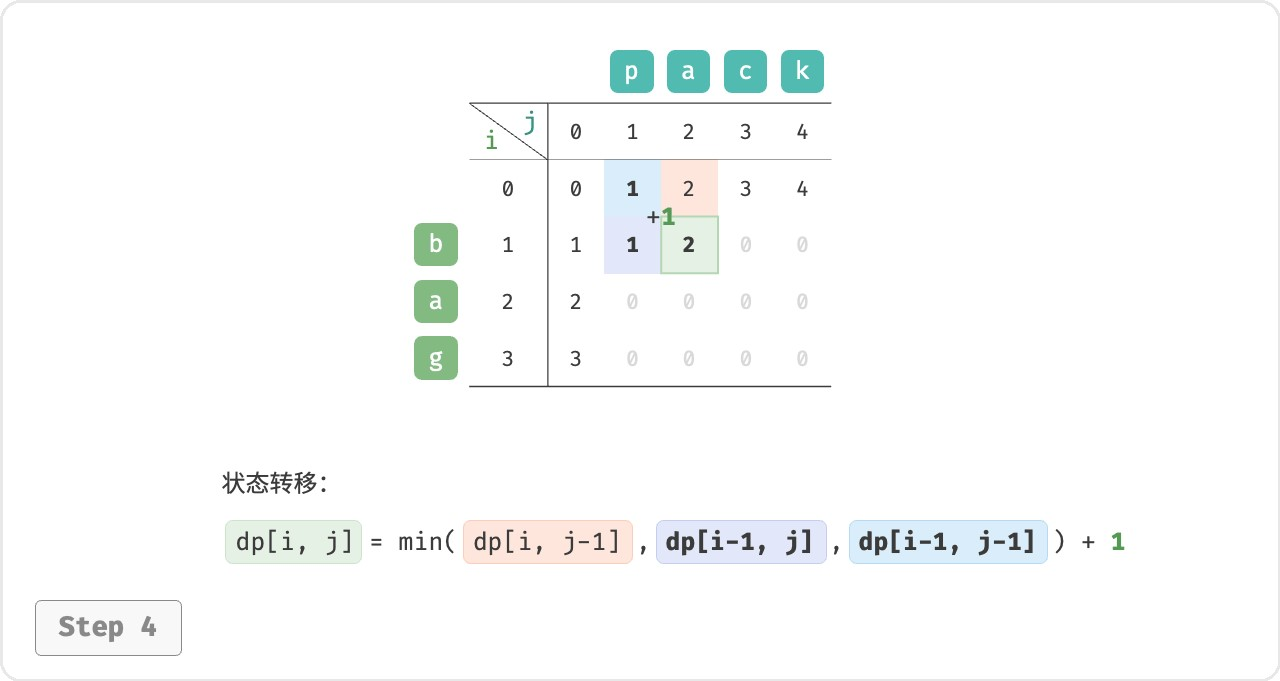 p a c k
j
i
0 1 2 3 4
0 0 1 2 3 4
+1
b 1 1 1 2 0 0
a 2 2 0 0 0 0
g 3 3 0 0 0 0
状态转移：
dp[i, j] = min( dp[i, j-1] , dp[i-1, j] , dp[i-1, j-1] ) + 1
Step 4